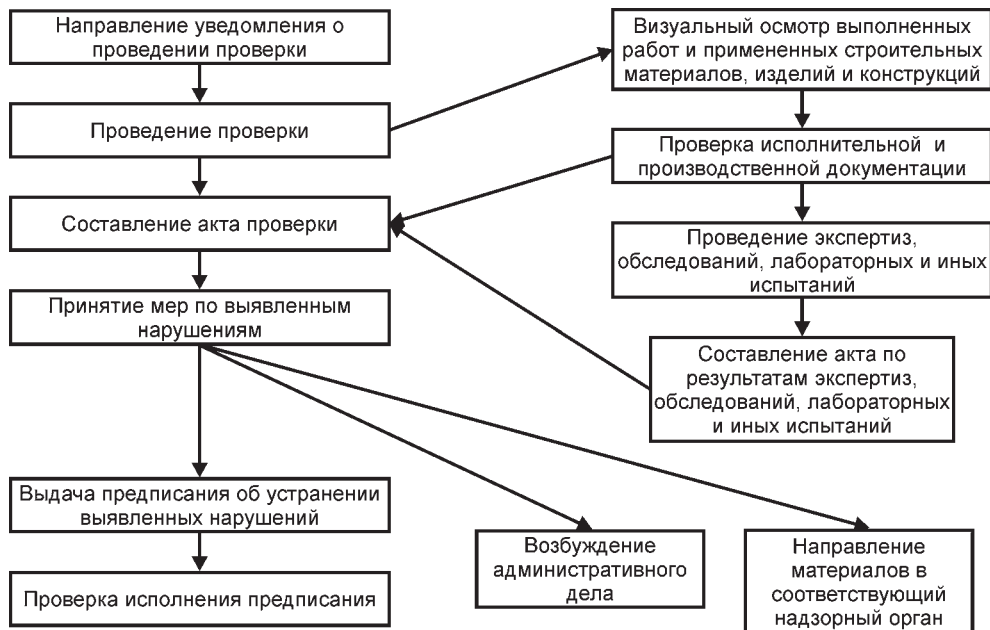 Направление уведомления о
проведении проверки
Проведение проверки
Составление акта проверки
Принятие мер по выявленным
нарушениям
Выдача предписания об устранении
выявленных нарушений
Проверка исполнения предписания
Визуальный осмотр выполненных
работ и примененных строительных
материалов, изделий и конструкций
Проверка исполнительной и
производственной документации
Проведение экспертиз,
обследований, лабораторных и иных
испытаний
Составление акта по
результатам экспертиз,
обследований, лабораторных
и иных испытаний
Возбуждение
административного
дела
Направление
материалов в
соответствующий
надзорный орган